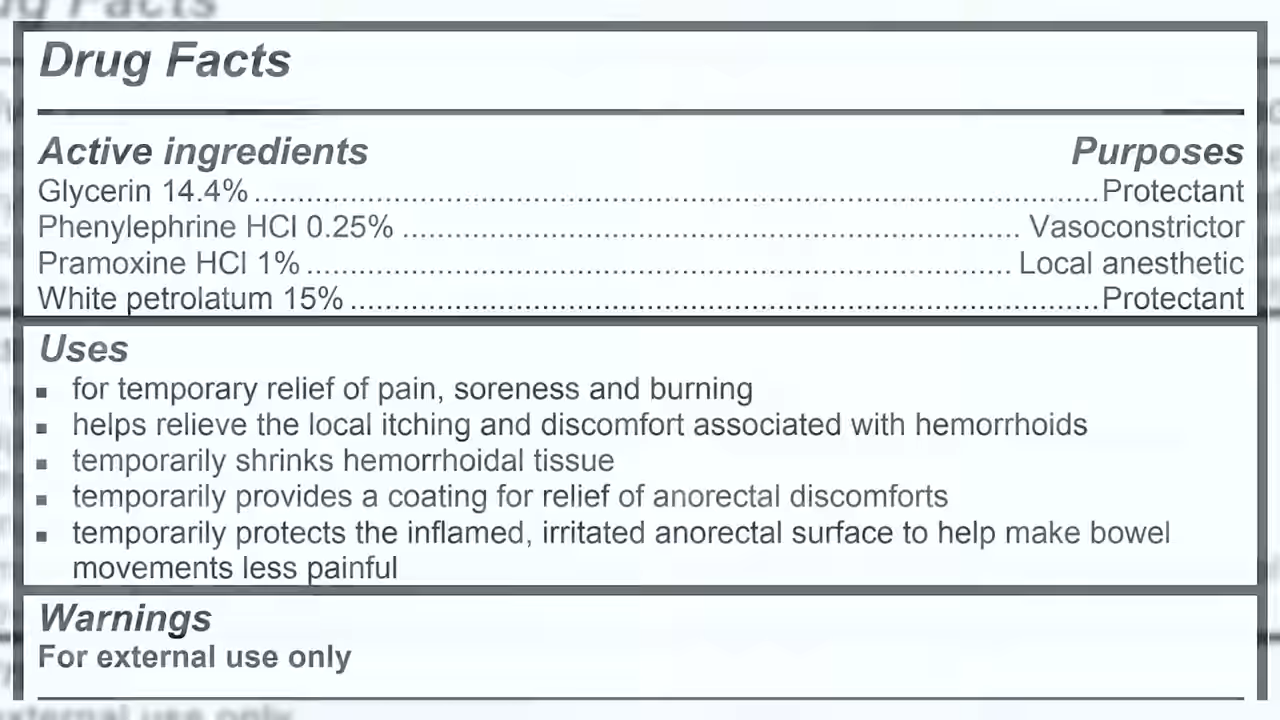 Drug Facts
Active ingredients Purposes
Glycerin 14.4% ........ Protectant
Phenylephrine HCl 0.25% ........ Vasoconstrictor
Pramoxine HCl 1% ........ Local anesthetic
White petrolatum 15% ........ Protectant
Uses
▪ for temporary relief of pain, soreness and burning
▪ helps relieve the local itching and discomfort associated with hemorrhoids
▪ temporarily shrinks hemorrhoidal tissue
▪ temporarily provides a coating for relief of anorectal discomforts
▪ temporarily protects the inflamed, irritated anorectal surface to help make bowel
movements less painful
Warnings
For external use only